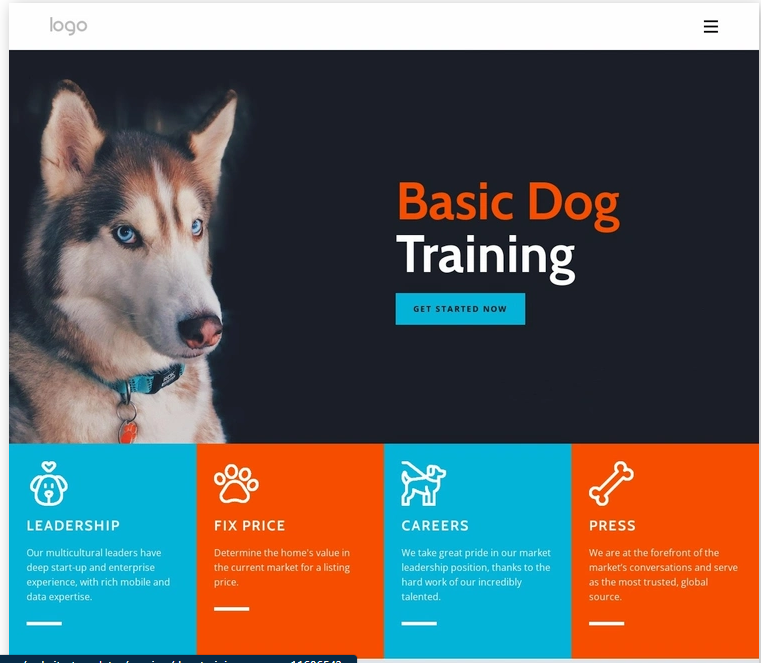 logo
Basic Dog
Training
GET STARTED NOW
LEADERSHIP
Our multicultural leaders have
deep start-up and enterprise
experience, with rich mobile and
data expertise.
FIX PRICE
Determine the home's value in
the current market for a listing
price.
CAREERS
We take great pride in our market
leadership position, thanks to the
hard work of our incredibly
talented.
PRESS
We are at the forefront of the
market's conversations and serve
as the most trusted, global
source.